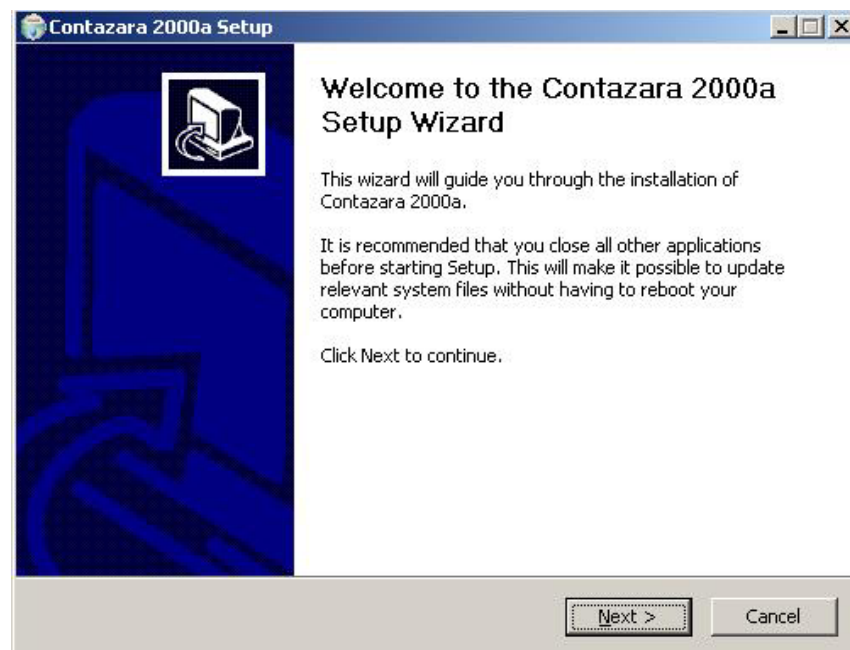 Contazara 2000a Setup
Welcome to the Contazara 2000a
Setup Wizard
This wizard will guide you through the installation of
Contazara 2000a.
It is recommended that you close all other applications
before starting Setup. This will make it possible to update
relevant system files without having to reboot your
computer.
Click Next to continue.
Next >
Cancel